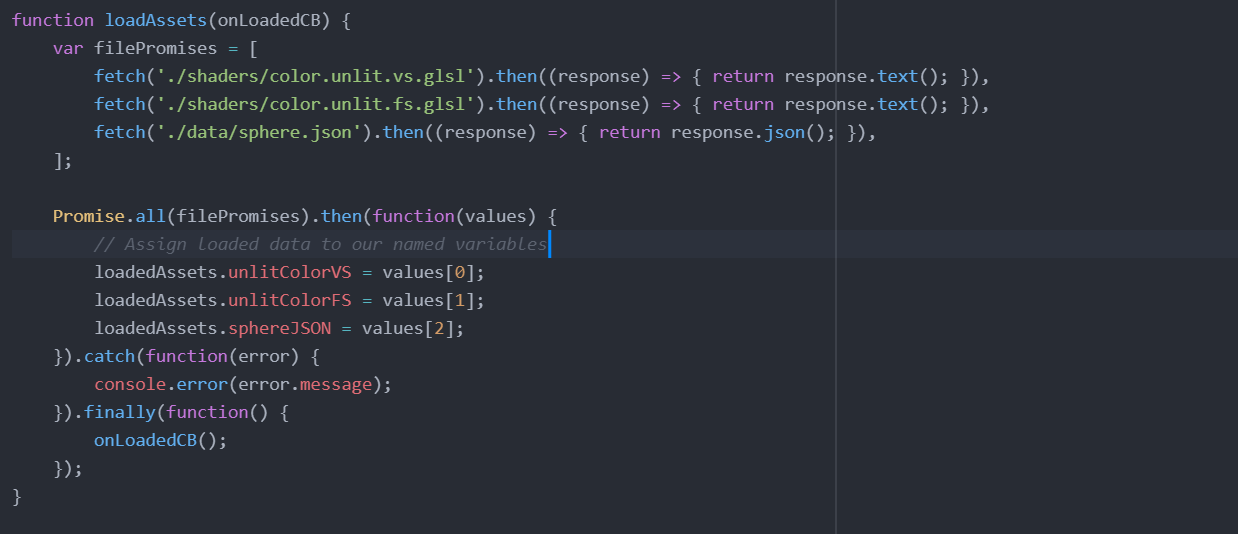 function loadAssets(onLoadedCB) {
    var filePromises = [
        fetch('./shaders/color.unlit.vs.glsl').then((response) => { return response.text(); }),
        fetch('./shaders/color.unlit.fs.glsl').then((response) => { return response.text(); }),
        fetch('./data/sphere.json').then((response) => { return response.json(); }),
    ];

    Promise.all(filePromises).then(function(values) {
        // Assign loaded data to our named variables
        loadedAssets.unlitColorVS = values[0];
        loadedAssets.unlitColorFS = values[1];
        loadedAssets.sphereJSON = values[2];
    }).catch(function(error) {
        console.error(error.message);
    }).finally(function() {
        onLoadedCB();
    });
}